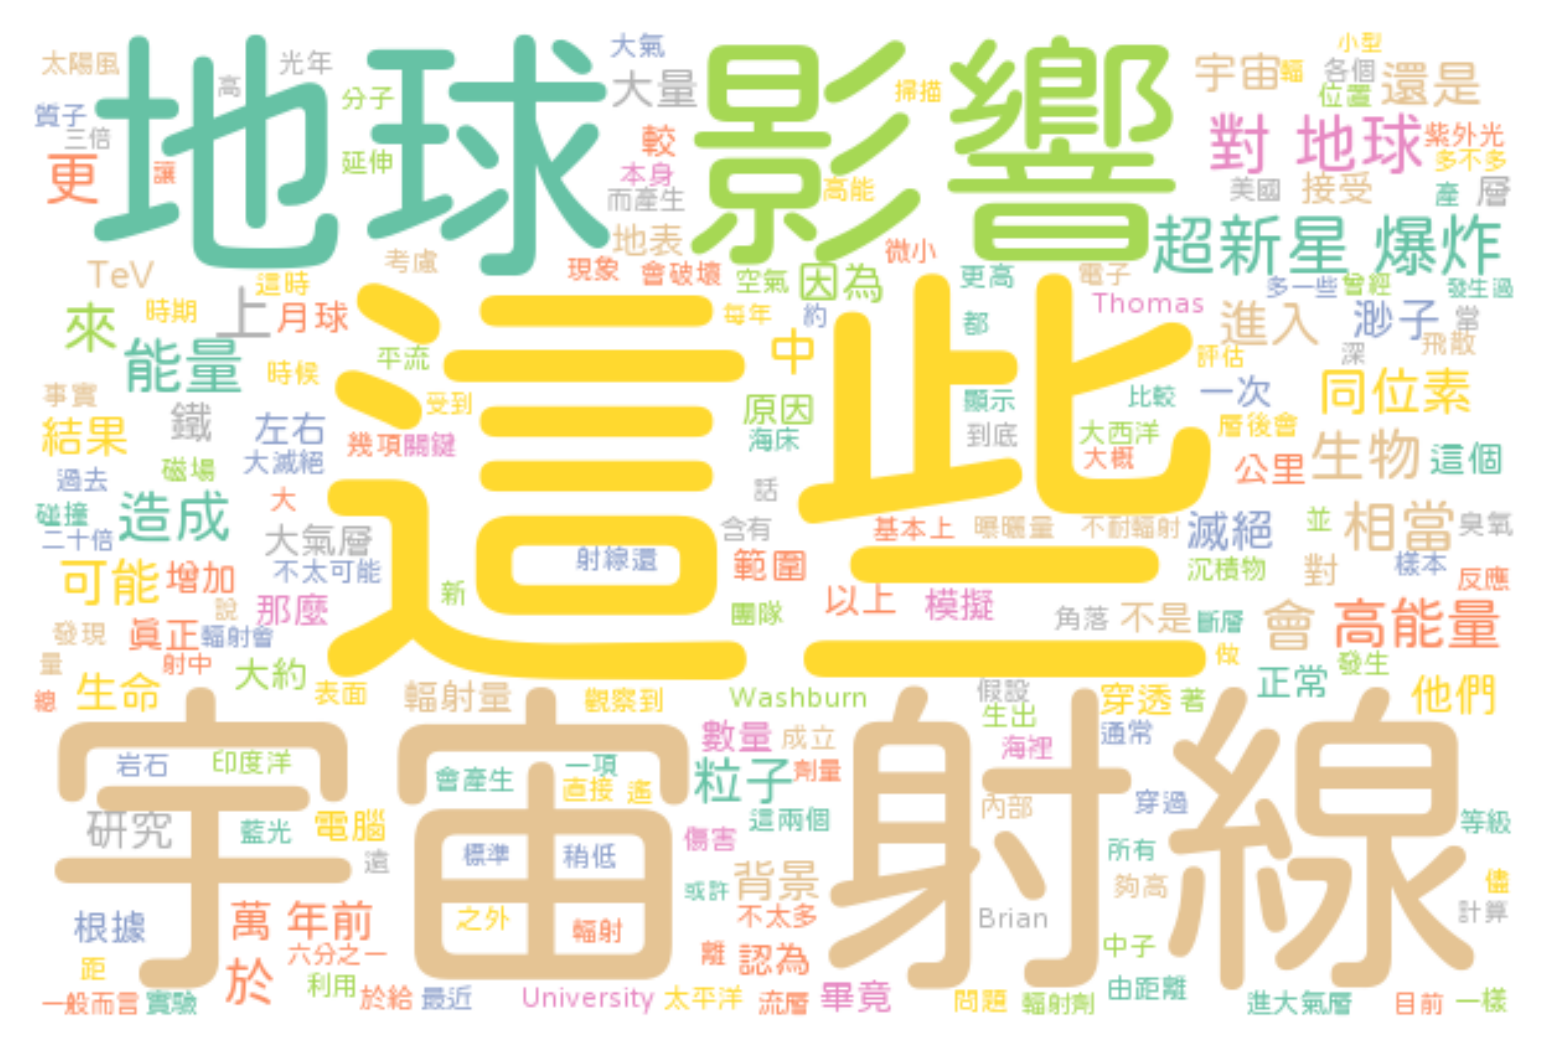 地球 影響
這些
宇宙 射線
太陽風 高 光年 大氣 大量 掃描 宇宙 輻 小型 各個 位置 還是
質子 三倍 分子 延伸 較 本身 而產生 高能 對 地球 紫外光 多不多
更 讓 地表 微小 美國 接受 產 層
TeV 這時 考慮 現象 會破壞 空氣 因為 更高 電子 超新星 爆炸
來 時期 上 月球 每年 約 都 Thomas 多一些 曾經 發生過
能量 時候 平流 中 進入 渺子 常 深 飛散 評估
事實 鐵 受到 原因 顯示 比較 一次 同位素
結果 左右 幾項 關鍵 海床 到底 大西洋 大概 層後會
過去 磁場 大滅絕 話 公里 生物 這個
碰撞 造成 大 含有 基本上 曝曬量 不耐輻射 滅絕 並 相當 臭氧
二十倍 大氣層 不太可能 射線還 範圍 沉積物 對 樣本 反應
可能 增加 說 那麼 新 團隊 以上 模擬 角落 不是 斷層 會 高能量
發現 真正 輻射會 射中 量 大約 做 正常 發生
總 生命 表面 輻射量 觀察到 Washburn 假設 生出 穿透 著 他們
岩石 印度洋 會產生 一項 直接 遙 數量 成立 海裡 通常
研究 藍光 電腦 遠 粒子 劑量 這兩個 內部 穿過 等級
標準 稍低 傷害 或許 背景 所有 夠高 儘
根據 萬 年前 之外 輻射 不太多 Brian 計算
距 六分之一 於 離 認為 中子
一般而言 實驗 利用 於給 最近 University 太平洋 流層 畢竟 問題 輻射劑 由距離 進大氣層 目前 一樣